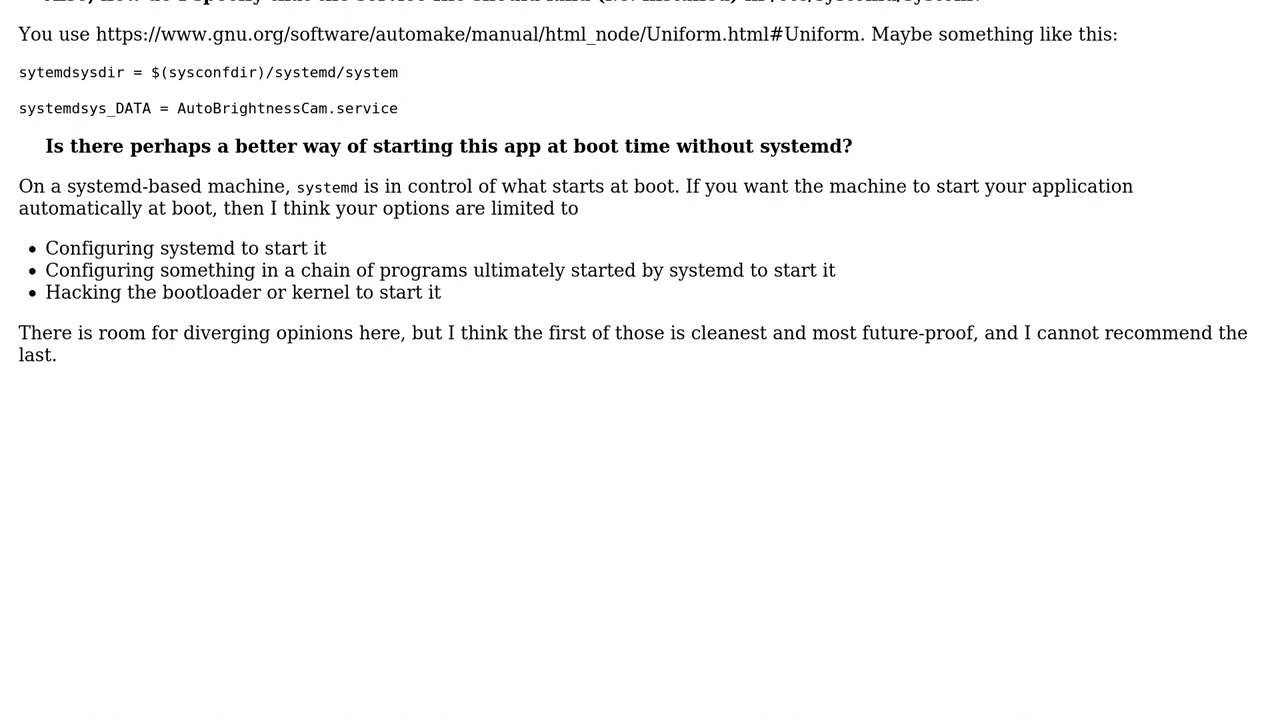 You use https://www.gnu.org/software/automake/manual/html_node/Uniform.html#Uniform. Maybe something like this:
sytemdsysdir = $(sysconfdir)/systemd/system
systemdsys_DATA = AutoBrightnessCam.service
Is there perhaps a better way of starting this app at boot time without systemd?
On a systemd-based machine, systemd is in control of what starts at boot. If you want the machine to start your application
automatically at boot, then I think your options are limited to
• Configuring systemd to start it
• Configuring something in a chain of programs ultimately started by systemd to start it
• Hacking the bootloader or kernel to start it
There is room for diverging opinions here, but I think the first of those is cleanest and most future-proof, and I cannot recommend the
last.